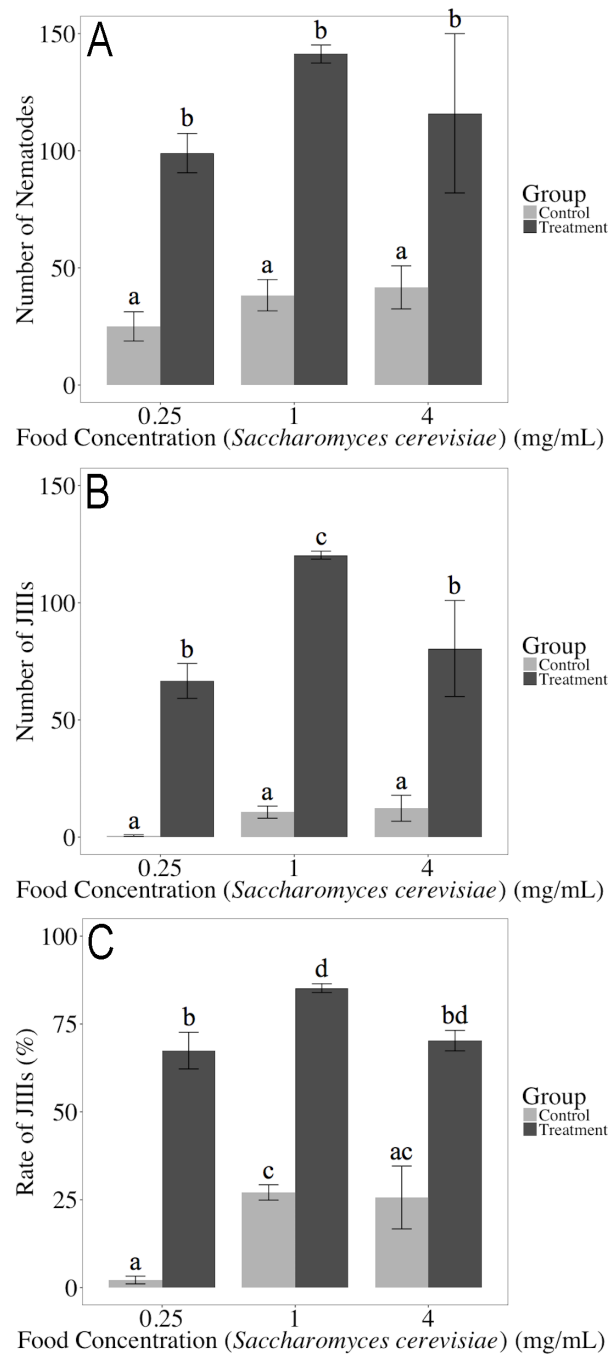 A
150
100
50
0
Number of Nematodes
b
b
b
a
a
a
0.25 1 4
Food Concentration (Saccharomyces cerevisiae) (mg/mL)
Group
Control
Treatment
B
150
100
50
0
Number of JIIIs
c
b
b
a
a
a
0.25 1 4
Food Concentration (Saccharomyces cerevisiae) (mg/mL)
Group
Control
Treatment
C
100
75
50
25
0
Rate of JIIIs (%)
d
b
bd
c
ac
a
0.25 1 4
Food Concentration (Saccharomyces cerevisiae) (mg/mL)
Group
Control
Treatment